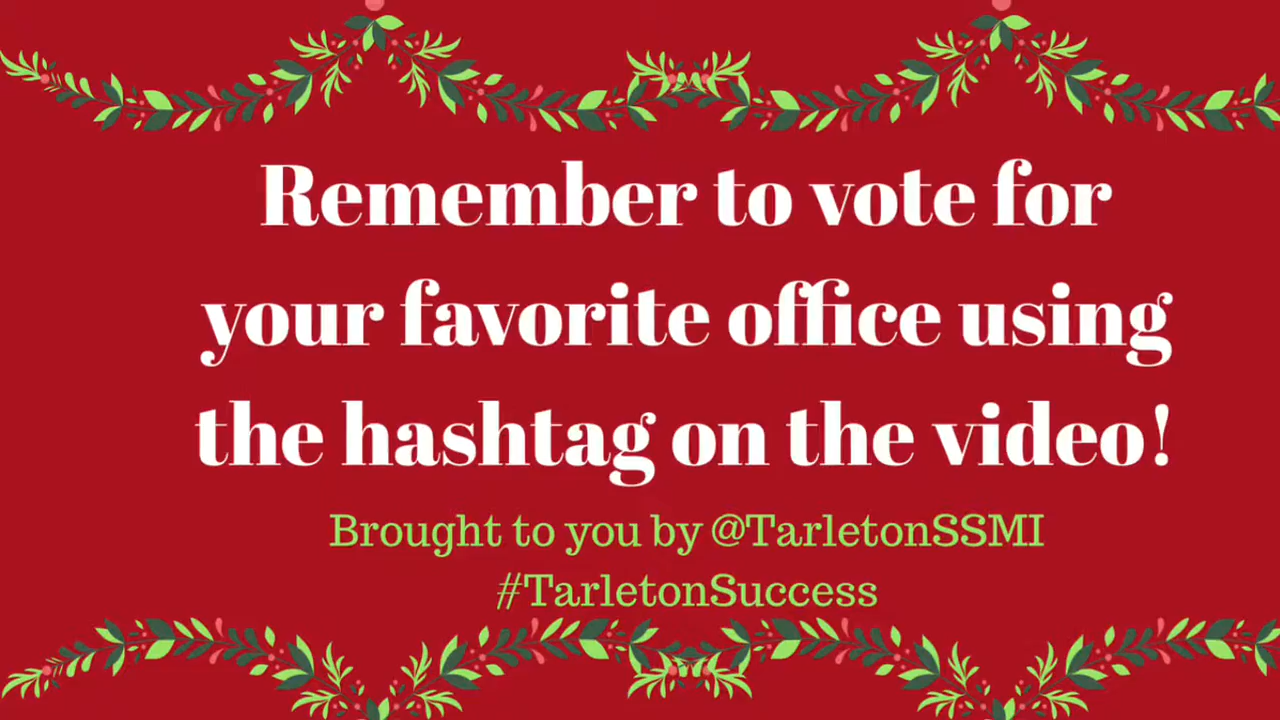 Remember to vote for
your favorite office using
the hashtag on the video!
Brought to you by @TarletonSSMI
#TarletonSuccess